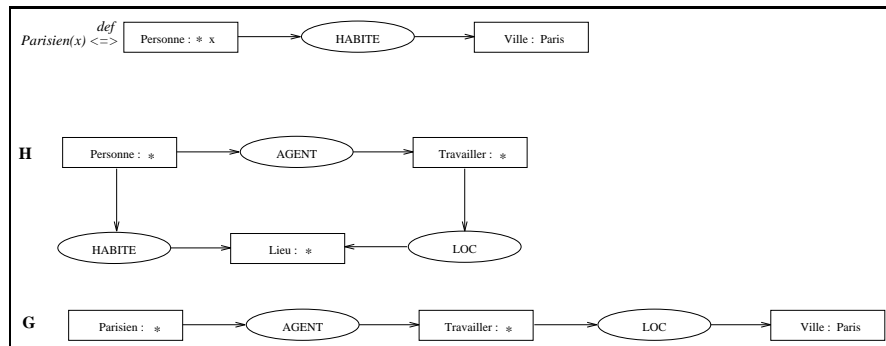 def
Parisien(x) <=> Personne : * x HABITE Ville : Paris
H Personne : * AGENT Travailler : *
HABITE Lieu : * LOC
G Parisien : * AGENT Travailler : * LOC Ville : Paris